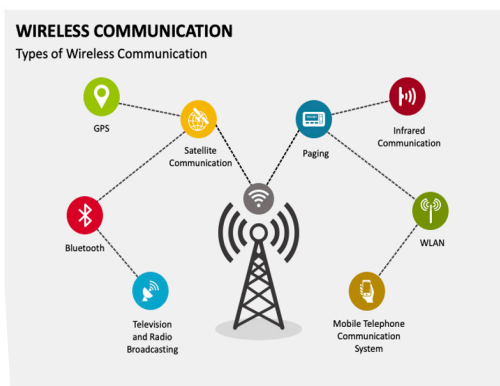 WIRELESS COMMUNICATION
Types of Wireless Communication
GPS
Satellite
Communication
Paging
Infrared
Communication
Bluetooth
WLAN
Television
and Radio
Broadcasting
Mobile Telephone
Communication
System